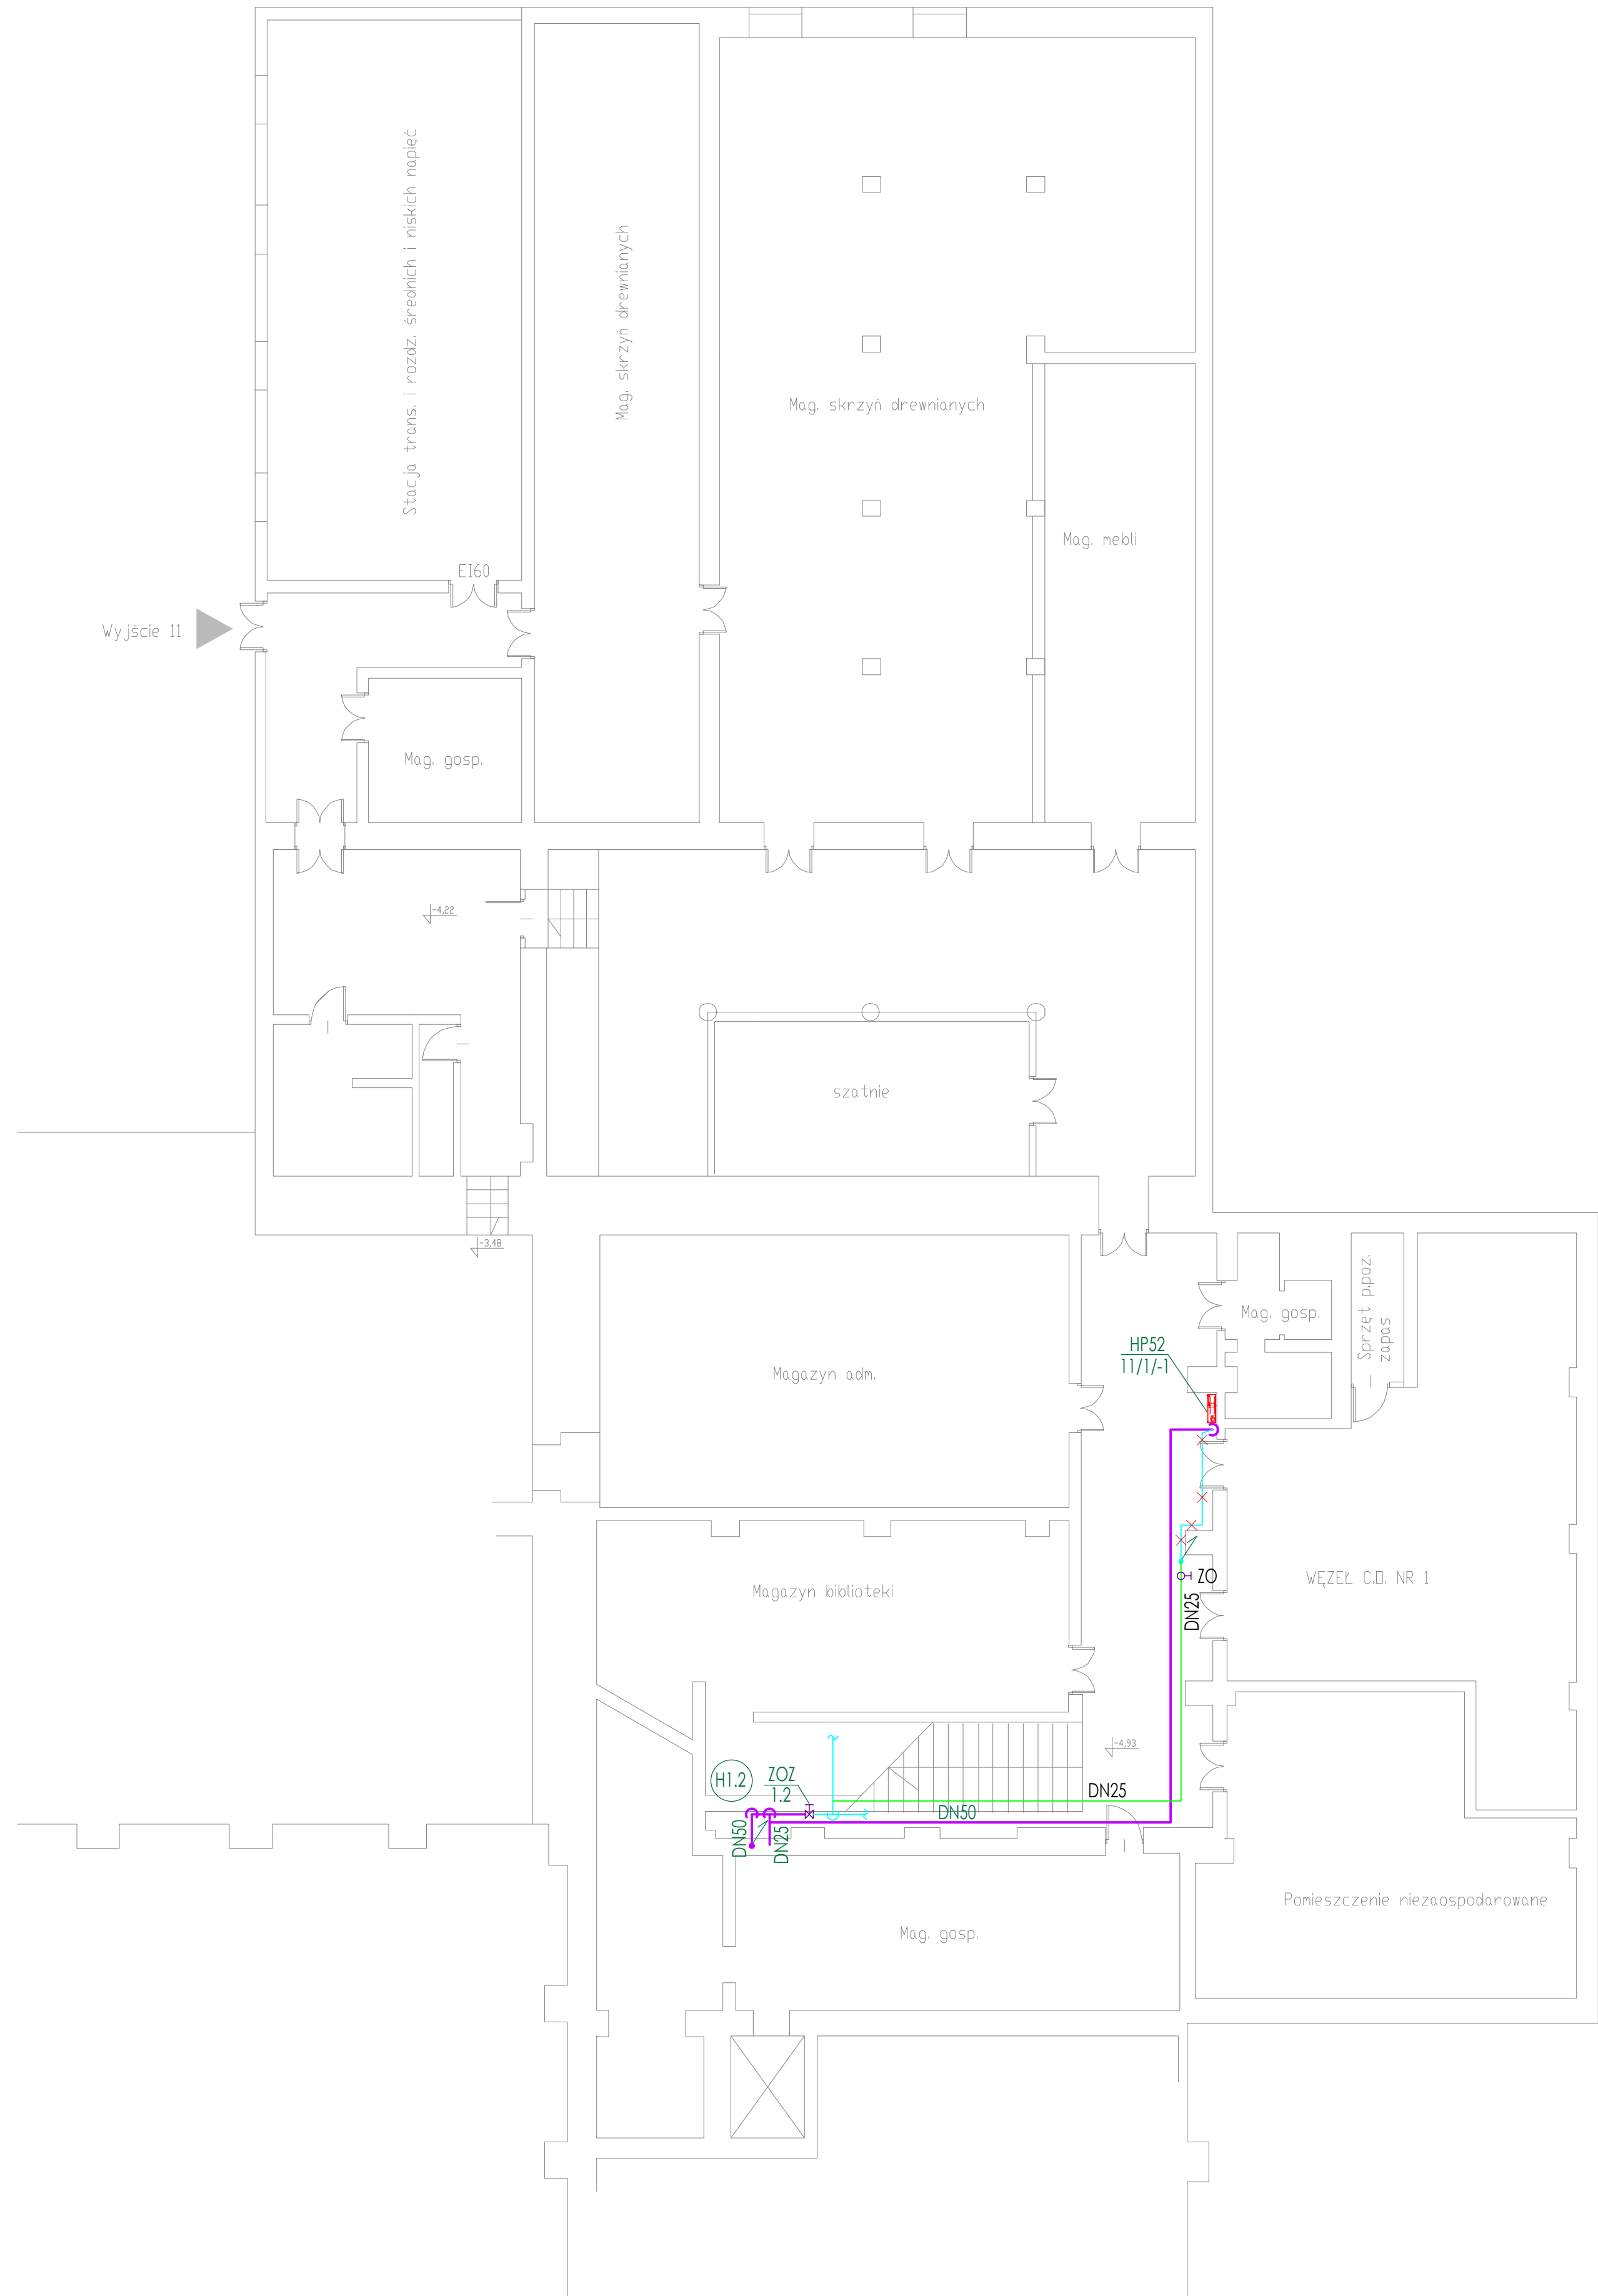 Stacja trans. i rozdz. średnich i niskich napięć
Mag. skrzyń drewnianych
Mag. skrzyń drewnianych
Mag. mebli
EI60
Wyjście 11
Mag. gosp.
-4,22
szatnie
-3,48
Mag. gosp.
Sprzęt p.poz.
zapas
HP52
11/1/-1
Magazyn adm.
Magazyn biblioteki
WĘZEŁ C.O. NR 1
ZO
DN25
-4,93
H1.2
ZOZ
1.2
DN25
DN50
DN50
DN25
Pomieszczenie niezaospodarowane
Mag. gosp.